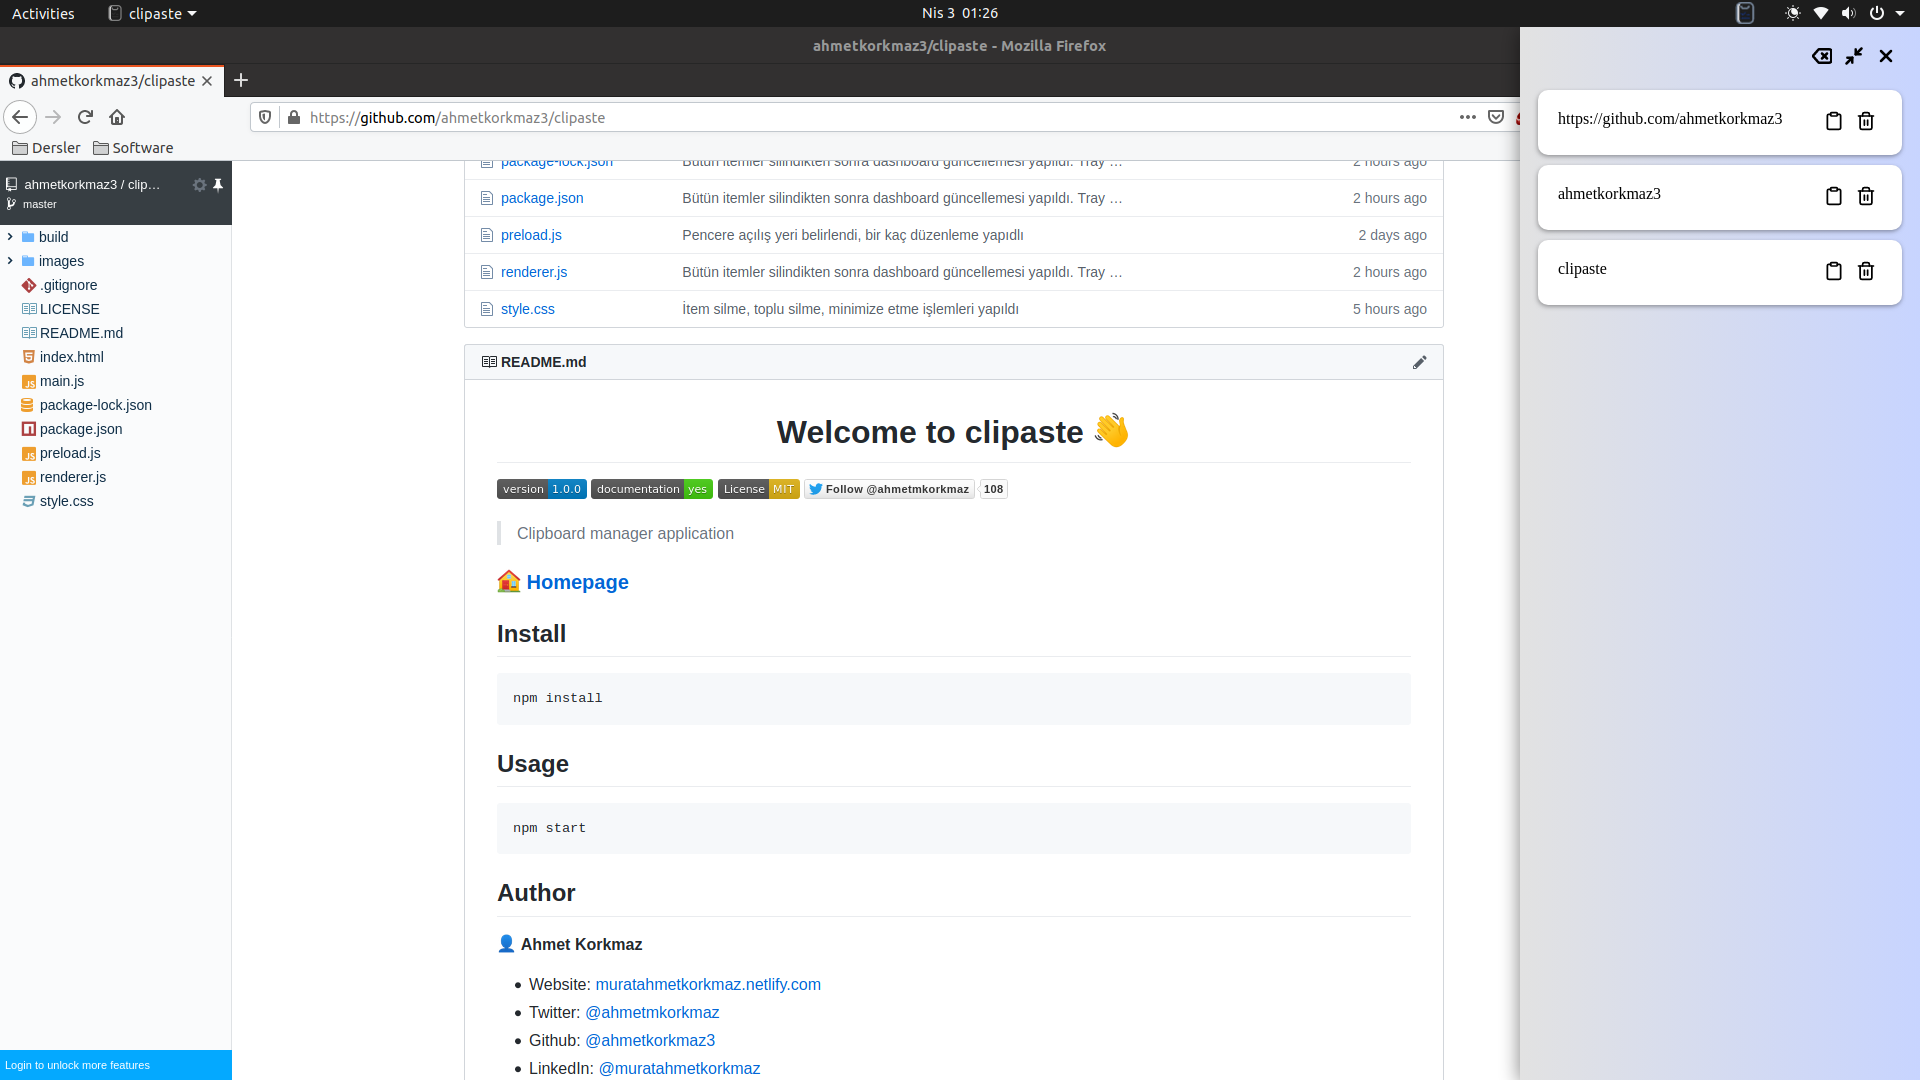 Activities
clipaste
Nis 3 01:26
ahmetkorkmaz3/clipaste - Mozilla Firefox
ahmetkorkmaz3/clipaste
https://github.com/ahmetkorkmaz3/clipaste
Dersler
Software
ahmetkorkmaz3 / clip…
master
build
images
.gitignore
LICENSE
README.md
index.html
main.js
package-lock.json
package.json
preload.js
renderer.js
style.css
Login to unlock more features
package-lock.json Bütün itemler silindikten sonra dashboard güncellemesi yapıldı. Tray … 2 hours ago
package.json Bütün itemler silindikten sonra dashboard güncellemesi yapıldı. Tray … 2 hours ago
preload.js Pencere açılış yeri belirlendi, bir kaç düzenleme yapıdlı 2 days ago
renderer.js Bütün itemler silindikten sonra dashboard güncellemesi yapıldı. Tray … 2 hours ago
style.css İtem silme, toplu silme, minimize etme işlemleri yapıldı 5 hours ago
README.md
Welcome to clipaste 👋
version 1.0.0 documentation yes License MIT Follow @ahmetmkorkmaz 108
Clipboard manager application
🏠 Homepage
Install
npm install
Usage
npm start
Author
👤 Ahmet Korkmaz
• Website: muratahmetkorkmaz.netlify.com
• Twitter: @ahmetmkorkmaz
• Github: @ahmetkorkmaz3
• LinkedIn: @muratahmetkorkmaz
https://github.com/ahmetkorkmaz3
ahmetkorkmaz3
clipaste